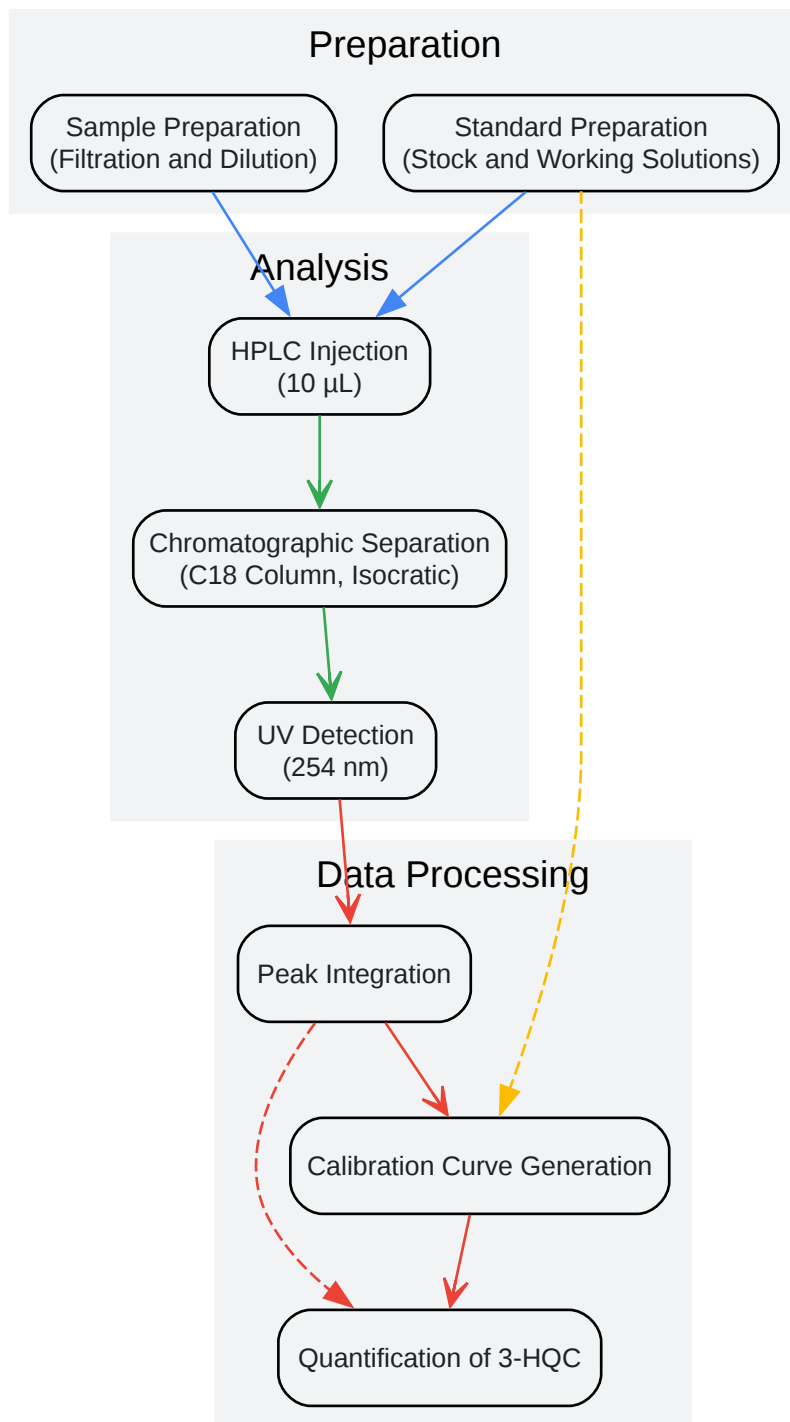 Preparation
Sample Preparation
(Filtration and Dilution)
Standard Preparation
(Stock and Working Solutions)
Analysis
HPLC Injection
(10 µL)
Chromatographic Separation
(C18 Column, Isocratic)
UV Detection
(254 nm)
Data Processing
Peak Integration
Calibration Curve Generation
Quantification of 3-HQC